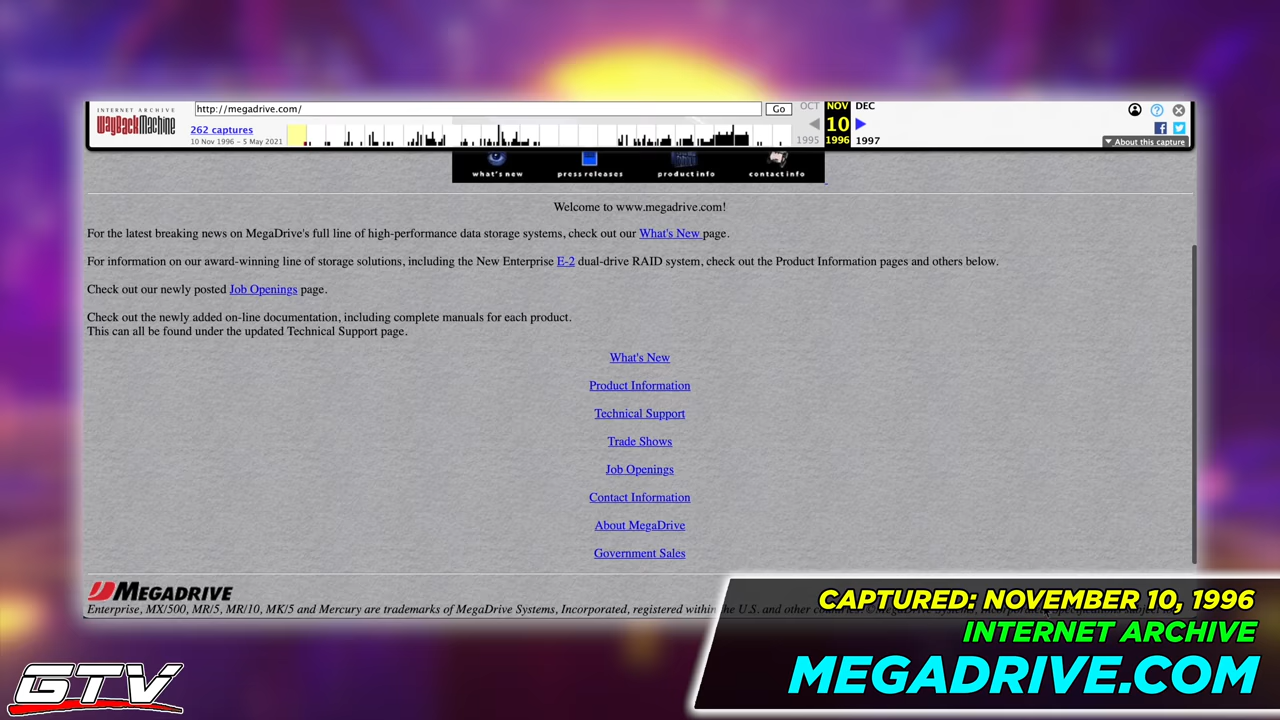 INTERNET ARCHIVE
WayBackMachine
http://megadrive.com/
Go
OCT
NOV
DEC
262 captures
10 Nov 1996 – 5 May 2021
10
1995
1996
1997
About this capture
what's new
press releases
product info
contact info
Welcome to www.megadrive.com!
For the latest breaking news on MegaDrive's full line of high-performance data storage systems, check out our What's New page.
For information on our award-winning line of storage solutions, including the New Enterprise E-2 dual-drive RAID system, check out the Product Information pages and others below.
Check out our newly posted Job Openings page.
Check out the newly added on-line documentation, including complete manuals for each product.
This can all be found under the updated Technical Support page.
What's New
Product Information
Technical Support
Trade Shows
Job Openings
Contact Information
About MegaDrive
Government Sales
MEGADRIVE
Enterprise, MX/500, MR/5, MR/10, MK/5 and Mercury are trademarks of MegaDrive Systems, Incorporated, registered within the U.S. and other countries. ©MegaDrive Systems, Incorporated. Specifications subject to
CAPTURED: NOVEMBER 10, 1996
INTERNET ARCHIVE
MEGADRIVE.COM
GTV